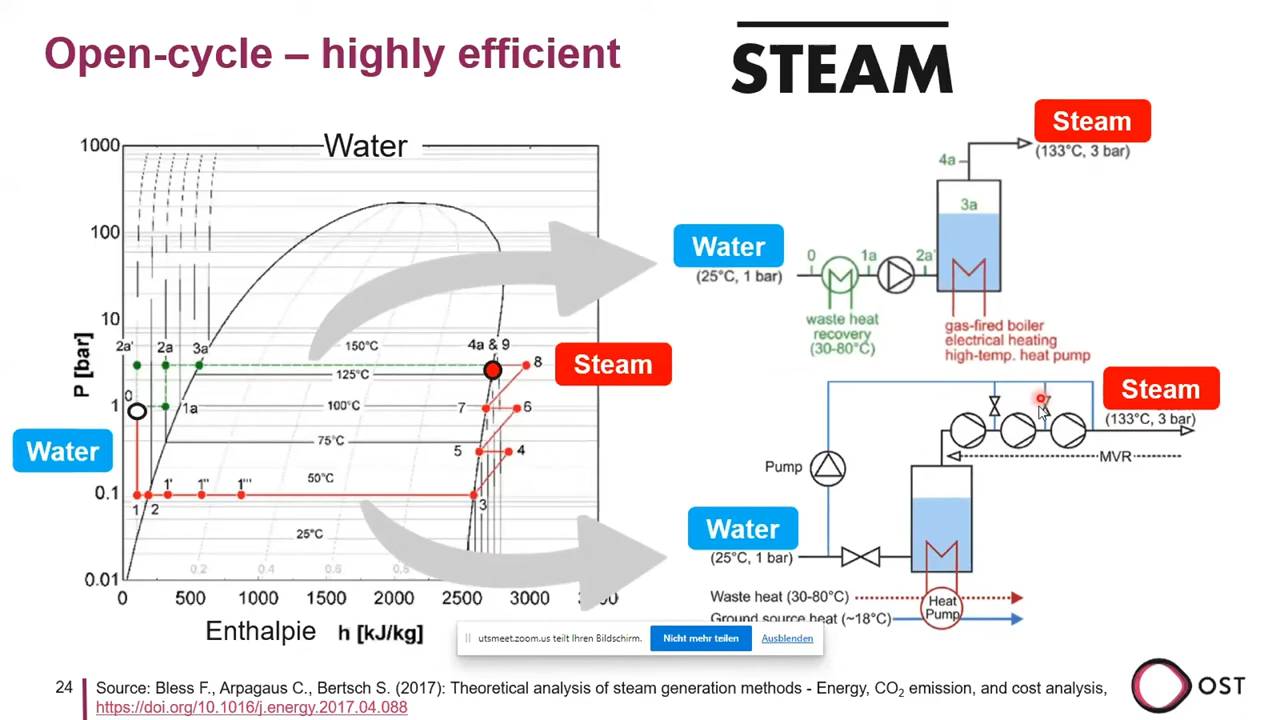 Open-cycle – highly efficient
STEAM
Water
1000
100
10
1
0.1
0.01
P [bar]
0
500
1000
1500
2000
2500
3000
Enthalpie h [kJ/kg]
2a'
2a
3a
150°C
4a & 9
8
125°C
0
1a
100°C
7
6
75°C
5
4
50°C
1'
1''
1'''
1
2
3
25°C
0.2
0.4
0.6
0.8
Water
Steam
Steam
(133°C, 3 bar)
4a
3a
Water
(25°C, 1 bar)
0
1a
2a'
waste heat
recovery
(30-80°C)
gas-fired boiler
electrical heating
high-temp. heat pump
Steam
(133°C, 3 bar)
MVR
Pump
Water
(25°C, 1 bar)
Waste heat (30-80°C)
Heat
Pump
Ground source heat (~18°C)
utsmeet.zoom.us teilt Ihren Bildschirm.
Nicht mehr teilen
Ausblenden
24
Source: Bless F., Arpagaus C., Bertsch S. (2017): Theoretical analysis of steam generation methods - Energy, CO2 emission, and cost analysis,
https://doi.org/10.1016/j.energy.2017.04.088
OST